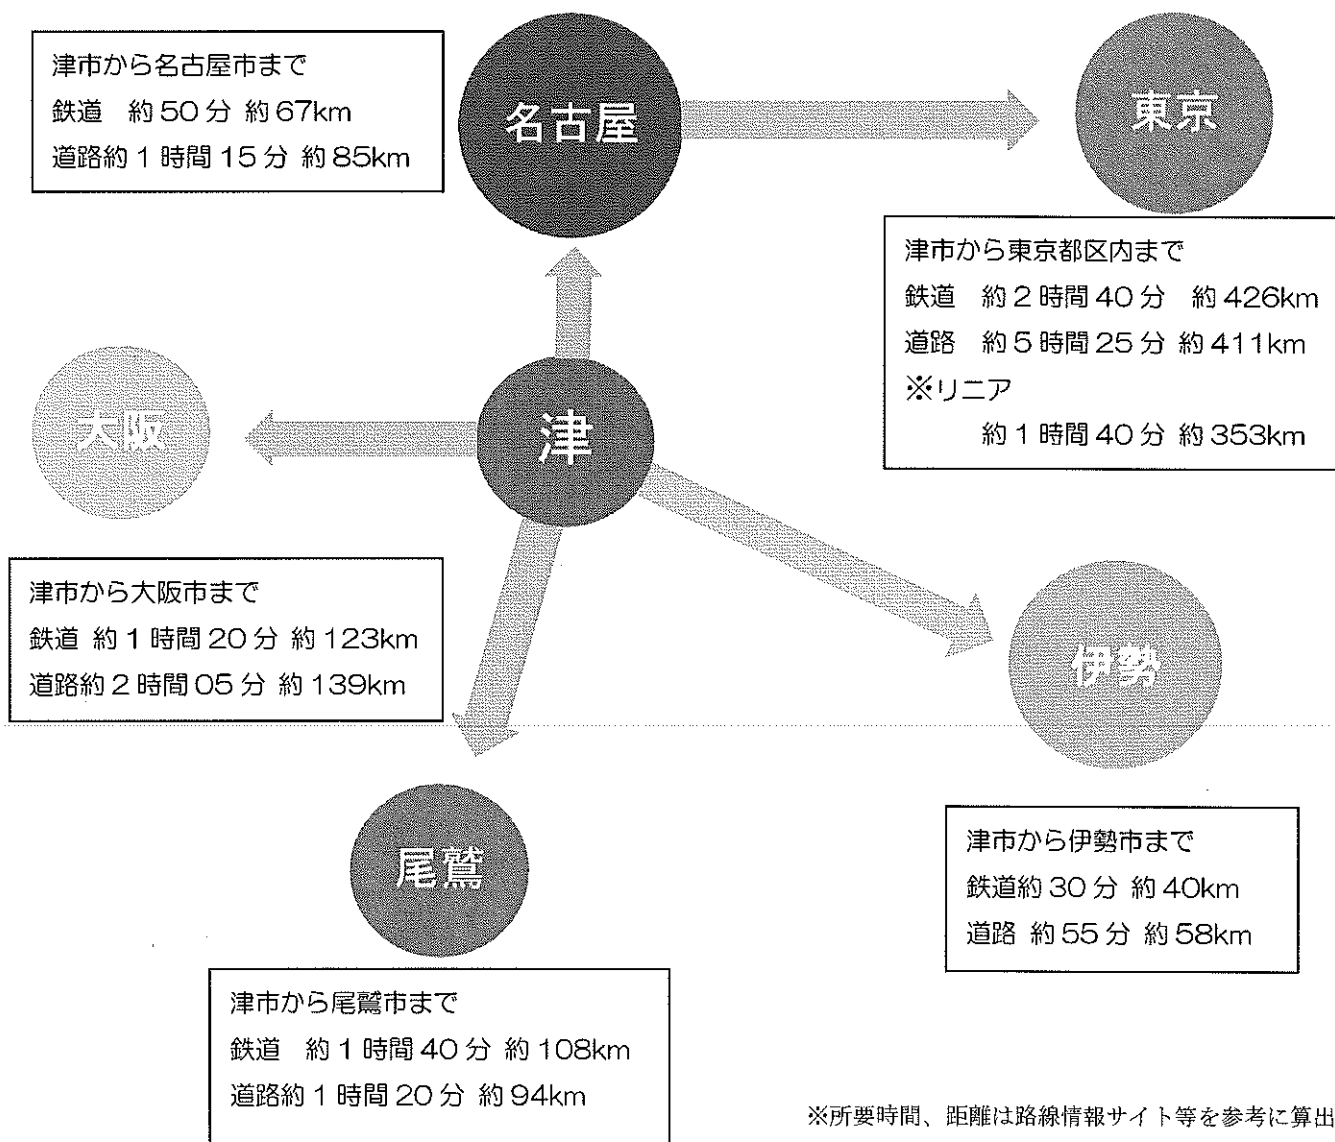 津市から名古屋市まで
鉄道 約50分 約67km
道路約1時間15分 約85km
名古屋
東京
津市から東京都区内まで
鉄道 約2時間40分 約426km
道路 約5時間25分 約411km
※リニア
約1時間40分 約353km
大阪
津
津市から大阪市まで
鉄道 約1時間20分 約123km
道路約2時間05分 約139km
伊勢
尾鷲
津市から伊勢市まで
鉄道約30分 約40km
道路 約55分 約58km
津市から尾鷲市まで
鉄道 約1時間40分 約108km
道路約1時間20分 約94km
※所要時間、距離は路線情報サイト等を参考に算出